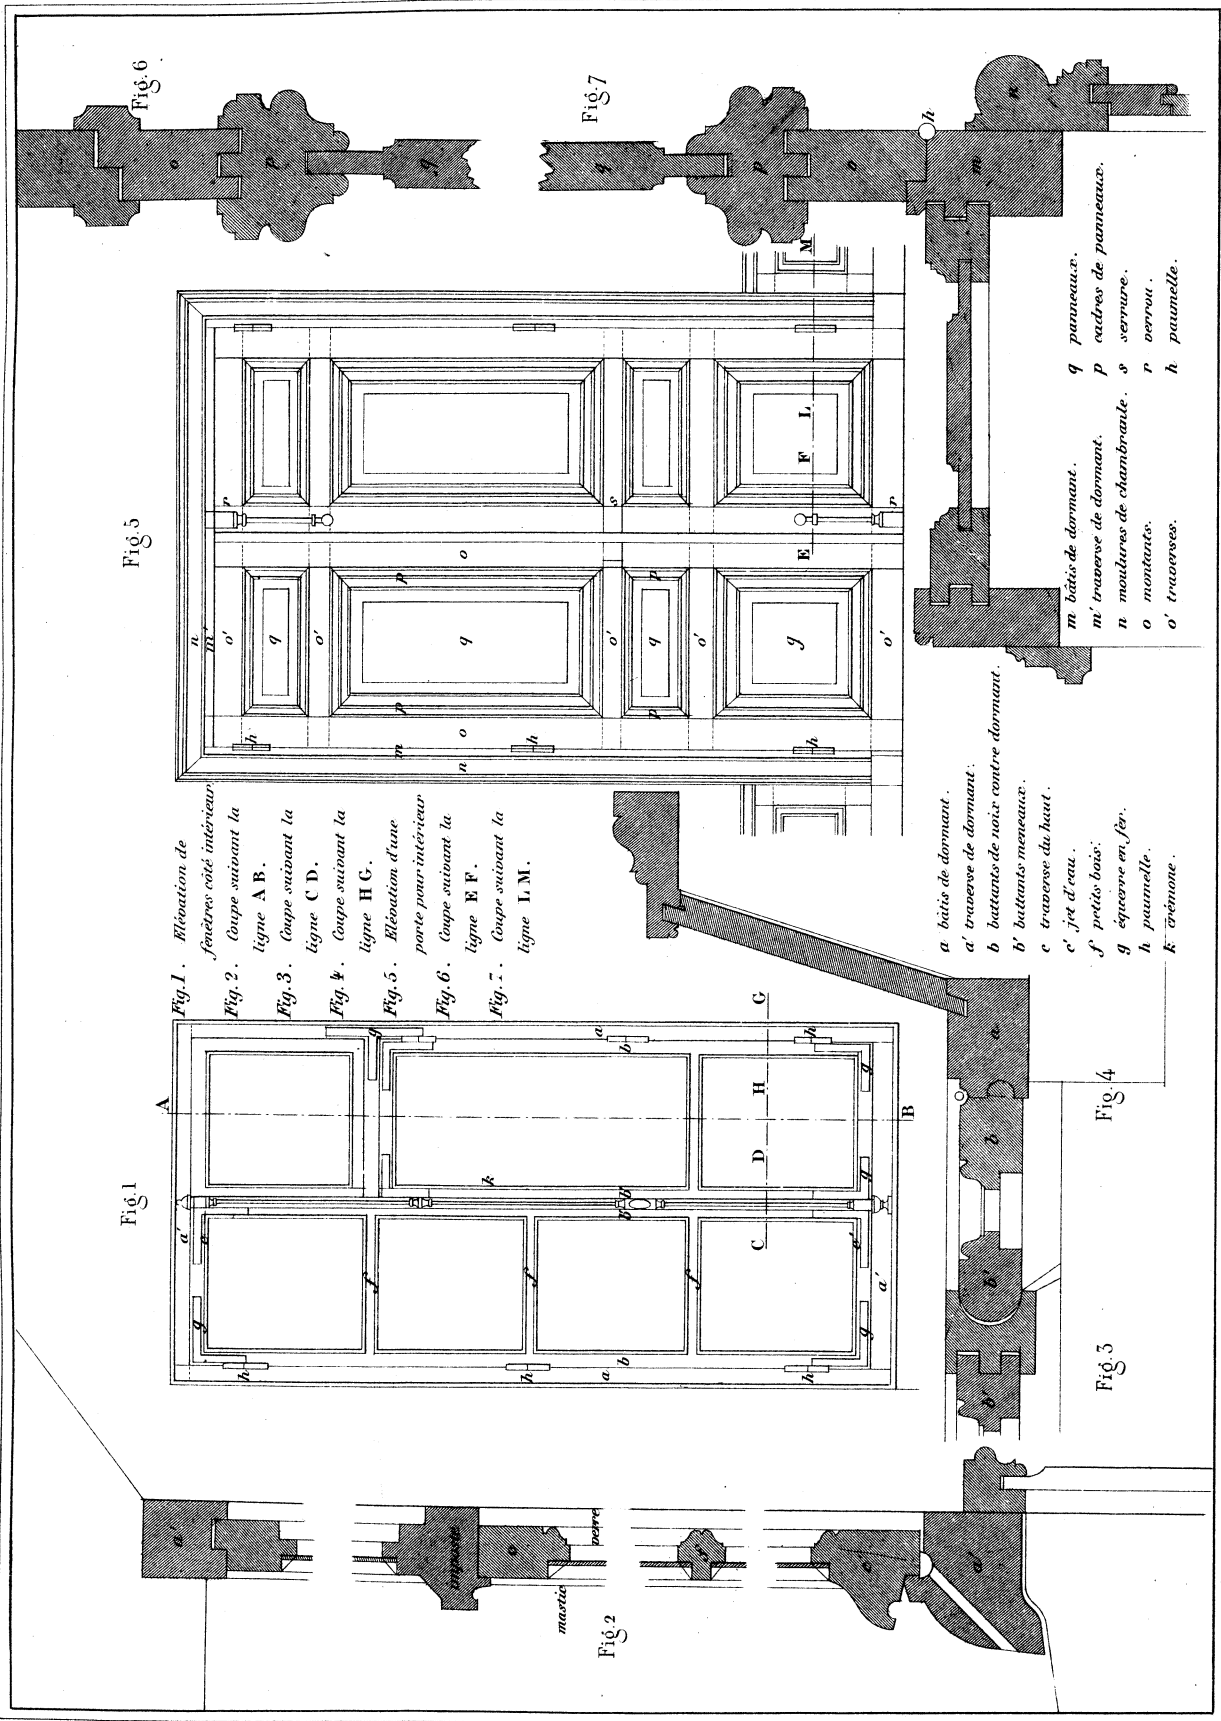 Fig. 1
Fig. 5
Fig. 6
Fig. 7
Fig. 2
Fig. 3
Fig. 4
Fig. 1. Elévation de
fenêtres côté intérieur
Fig. 2. Coupe suivant la
ligne A B.
Fig. 3. Coupe suivant la
ligne C D.
Fig. 4. Coupe suivant la
ligne H G.
Fig. 5. Elévation d'une
porte pour intérieur
Fig. 6. Coupe suivant la
ligne E F.
Fig. 7. Coupe suivant la
ligne L M.
a bâtis de dormant.
a' traverse de dormant.
b battants de noix contre dormant.
b' battants meneaux.
c traverse du haut.
c' jet d'eau.
f petits bois.
g équerre en fer.
h paumelle.
k crémone.
m bâtis de dormant.
m' traverse de dormant.
n moulures de chambranle.
o montants.
o' traverses.
q panneaux.
p cadres de panneaux.
s serrure.
r verrou.
h paumelle.
A
B
C D H G
E F L M
imposte
mastic
verre